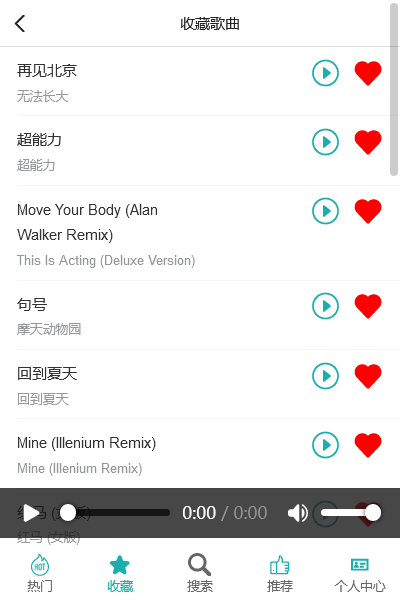 收藏歌曲
再见北京
无法长大
超能力
超能力
Move Your Body (Alan
Walker Remix)
This Is Acting (Deluxe Version)
句号
摩天动物园
回到夏天
回到夏天
Mine (Illenium Remix)
Mine (Illenium Remix)
红马 (女版)
0:00 / 0:00
红马 (女版)
HOT
热门
收藏
搜索
推荐
个人中心